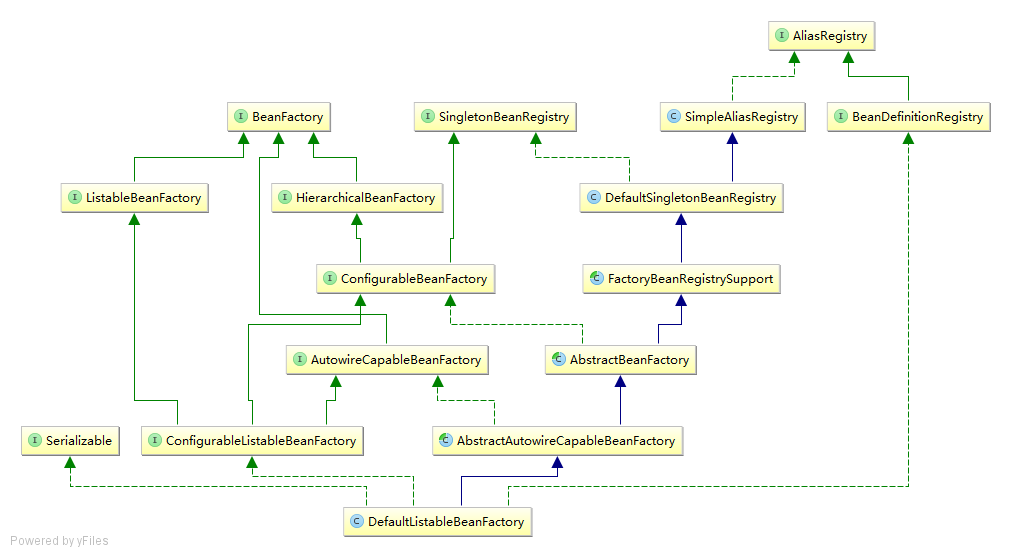 I AliasRegistry
I BeanFactory
I SingletonBeanRegistry
C SimpleAliasRegistry
I BeanDefinitionRegistry
I ListableBeanFactory
I HierarchicalBeanFactory
C DefaultSingletonBeanRegistry
I ConfigurableBeanFactory
C FactoryBeanRegistrySupport
I AutowireCapableBeanFactory
C AbstractBeanFactory
I Serializable
I ConfigurableListableBeanFactory
C AbstractAutowireCapableBeanFactory
C DefaultListableBeanFactory
Powered by yFiles